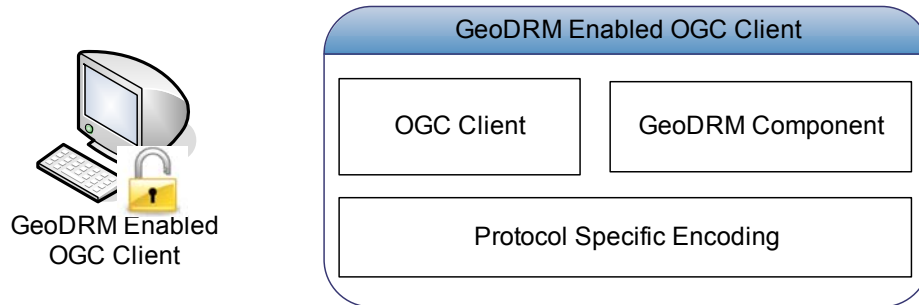 GeoDRM Enabled
OGC Client
GeoDRM Enabled OGC Client
OGC Client
GeoDRM Component
Protocol Specific Encoding